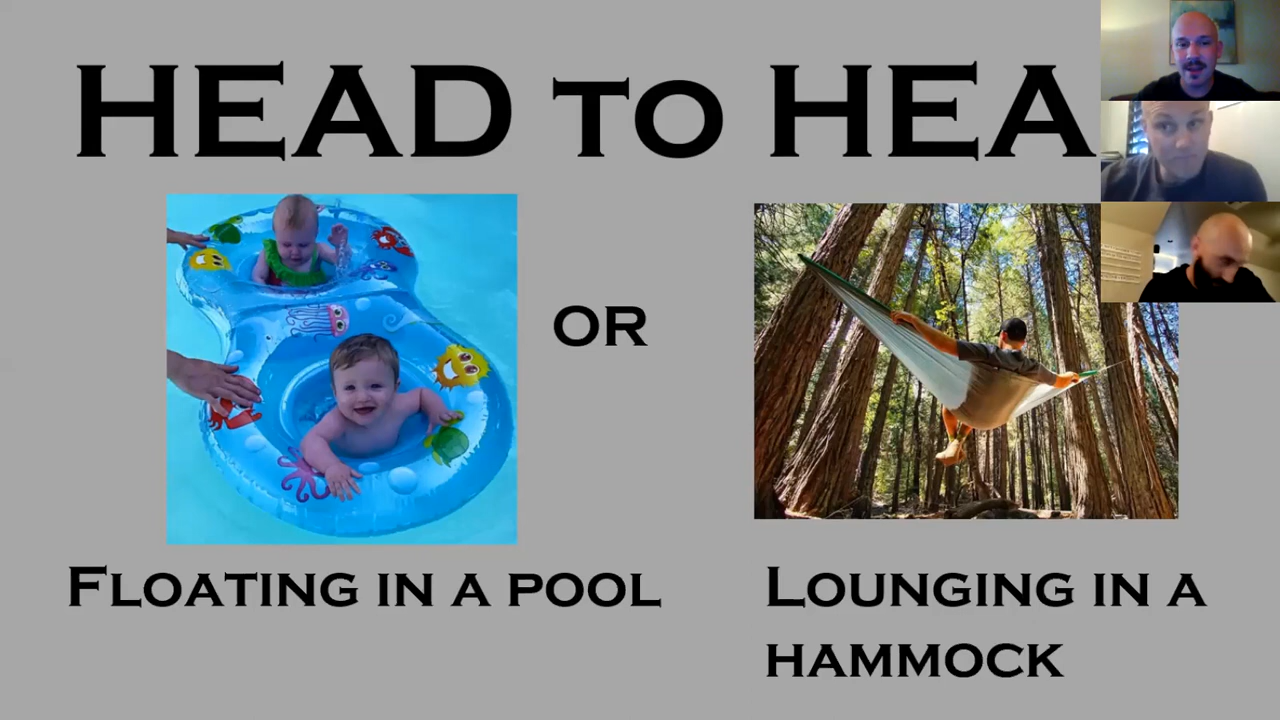 HEAD TO HEA
OR
FLOATING IN A POOL
LOUNGING IN A
HAMMOCK